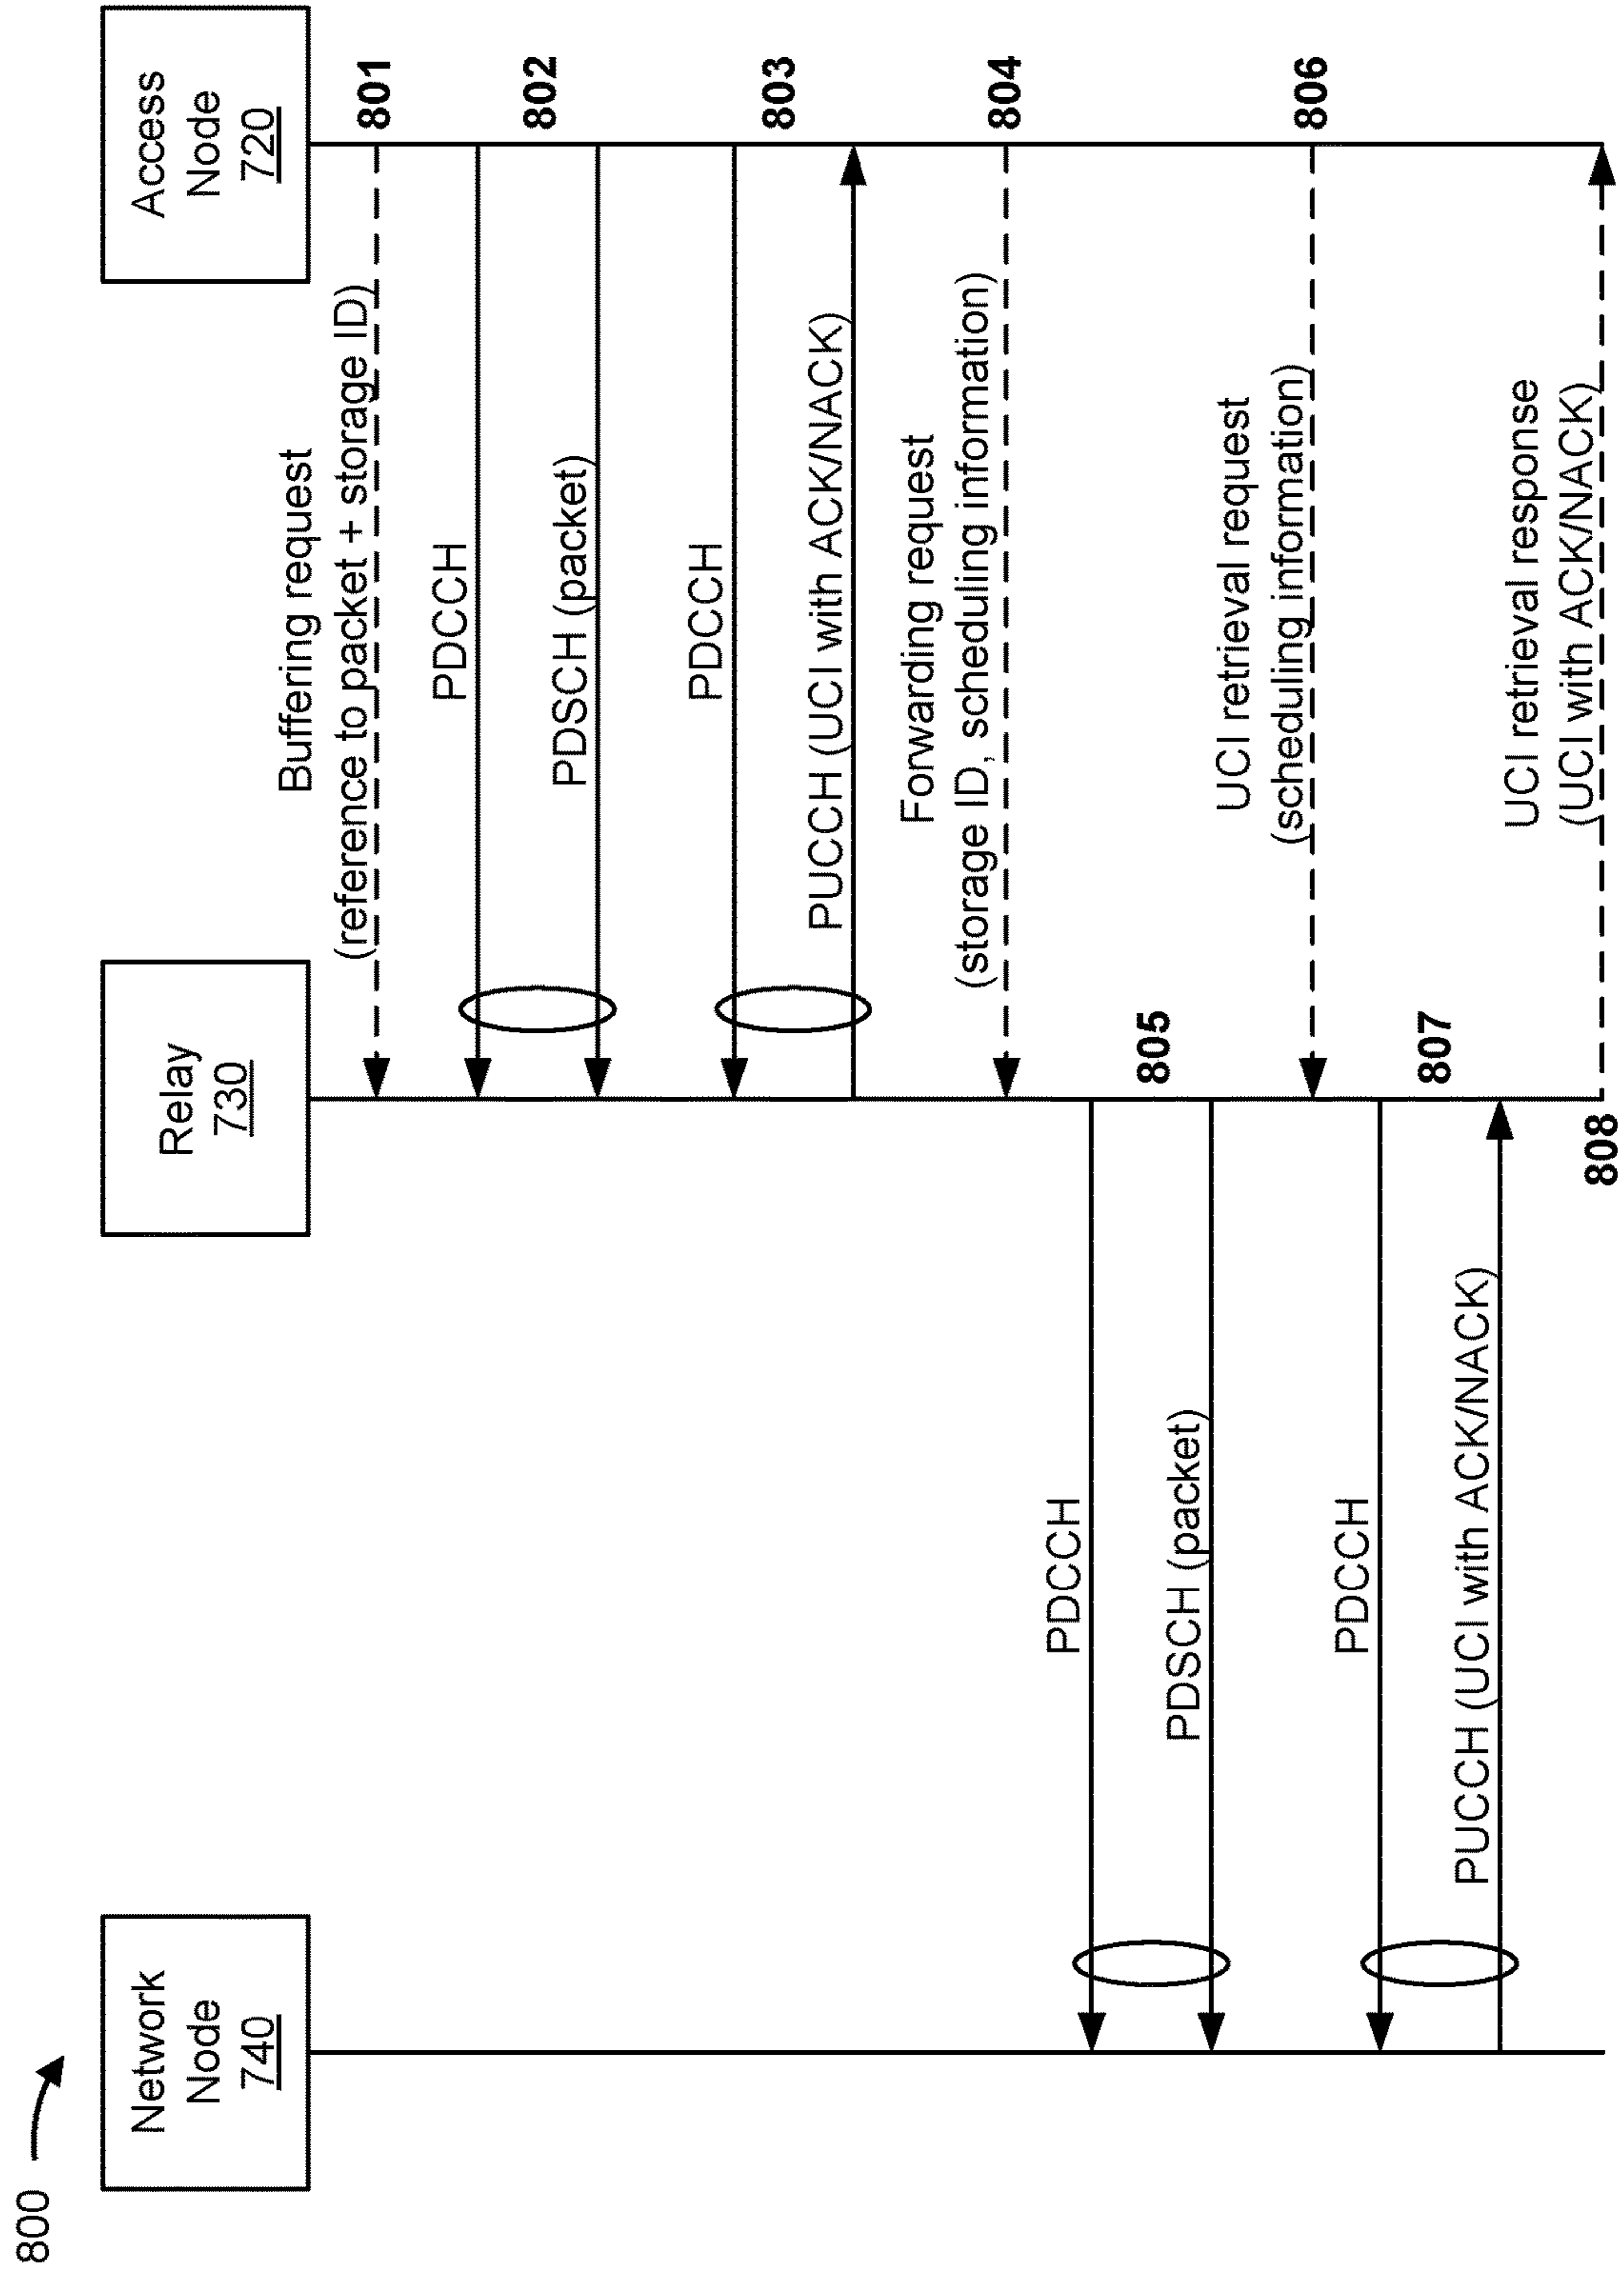 800
Network
Node
740
Relay
730
Access
Node
720
Buffering request
(reference to packet + storage ID)
801
PDCCH
802
PDSCH (packet)
PDCCH
803
PUCCH (UCI with ACK/NACK)
Forwarding request
(storage ID, scheduling information)
804
PDCCH
805
PDSCH (packet)
UCI retrieval request
(scheduling information)
806
PDCCH
807
PUCCH (UCI with ACK/NACK)
UCI retrieval response
(UCI with ACK/NACK)
808